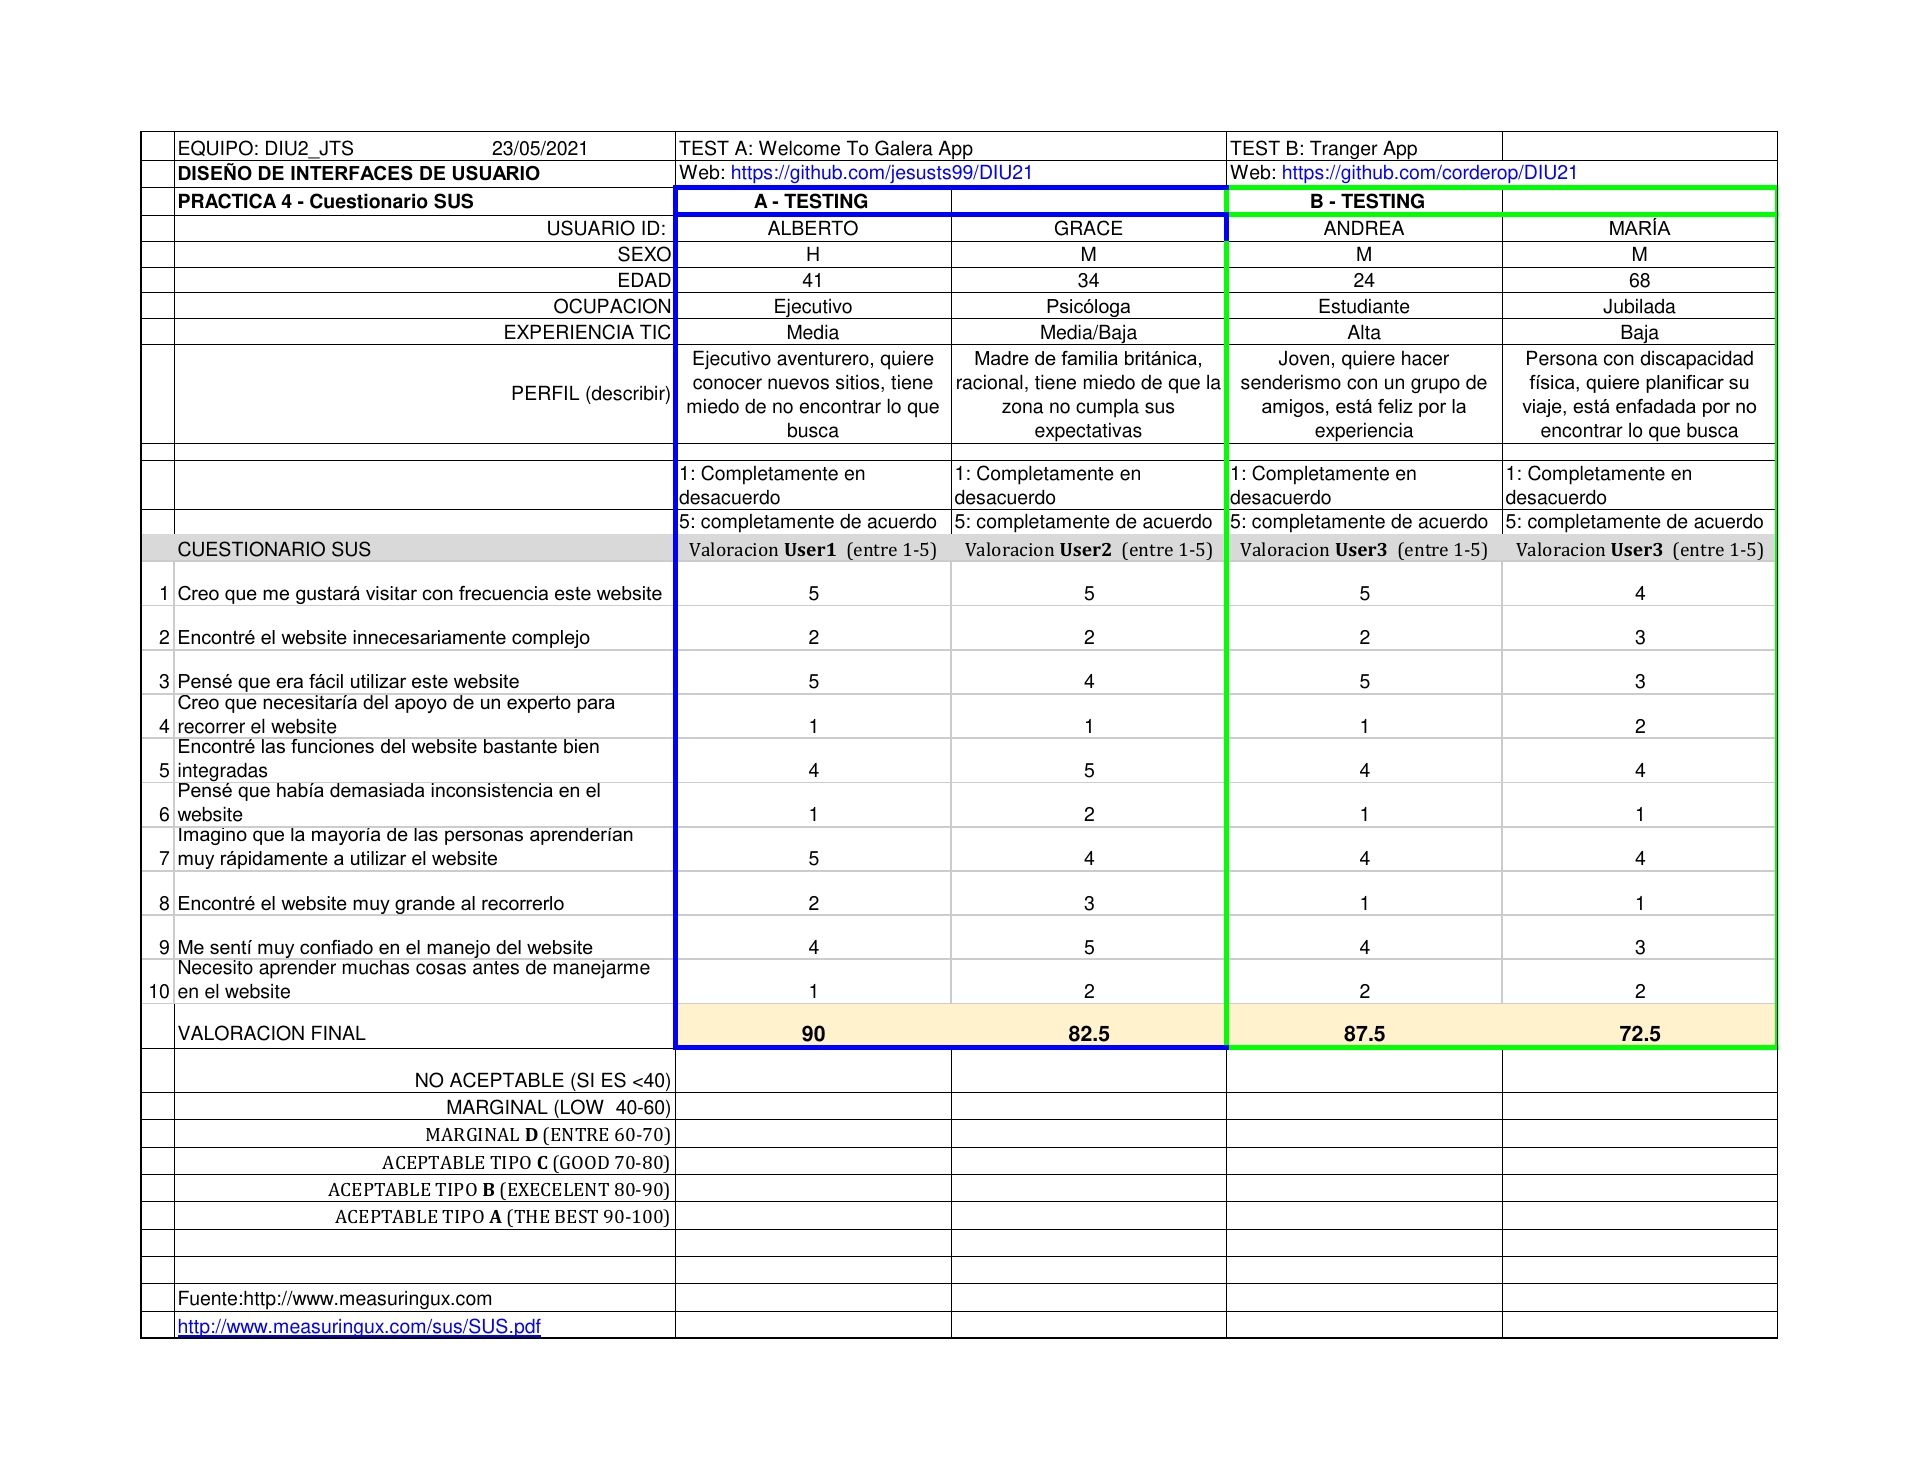 EQUIPO: DIU2_JTS 23/05/2021 TEST A: Welcome To Galera App TEST B: Tranger App
DISEÑO DE INTERFACES DE USUARIO Web: https://github.com/jesusts99/DIU21 Web: https://github.com/corderop/DIU21
PRACTICA 4 - Cuestionario SUS A - TESTING B - TESTING
USUARIO ID: ALBERTO GRACE ANDREA MARÍA
SEXO H M M M
EDAD 41 34 24 68
OCUPACION Ejecutivo Psicóloga Estudiante Jubilada
EXPERIENCIA TIC Media Media/Baja Alta Baja
PERFIL (describir)
Ejecutivo aventurero, quiere
conocer nuevos sitios, tiene
miedo de no encontrar lo que
busca
Madre de familia británica,
racional, tiene miedo de que la
zona no cumpla sus
expectativas
Joven, quiere hacer
senderismo con un grupo de
amigos, está feliz por la
experiencia
Persona con discapacidad
física, quiere planificar su
viaje, está enfadada por no
encontrar lo que busca
1: Completamente en
desacuerdo
1: Completamente en
desacuerdo
1: Completamente en
desacuerdo
1: Completamente en
desacuerdo
5: completamente de acuerdo 5: completamente de acuerdo 5: completamente de acuerdo 5: completamente de acuerdo
CUESTIONARIO SUS Valoracion User1 (entre 1-5) Valoracion User2 (entre 1-5) Valoracion User3 (entre 1-5) Valoracion User3 (entre 1-5)
1 Creo que me gustará visitar con frecuencia este website 5 5 5 4
2 Encontré el website innecesariamente complejo 2 2 2 3
3 Pensé que era fácil utilizar este website 5 4 5 3
Creo que necesitaría del apoyo de un experto para
4 recorrer el website 1 1 1 2
Encontré las funciones del website bastante bien
5 integradas 4 5 4 4
Pensé que había demasiada inconsistencia en el
6 website 1 2 1 1
Imagino que la mayoría de las personas aprenderían
7 muy rápidamente a utilizar el website 5 4 4 4
8 Encontré el website muy grande al recorrerlo 2 3 1 1
9 Me sentí muy confiado en el manejo del website 4 5 4 3
Necesito aprender muchas cosas antes de manejarme
10 en el website 1 2 2 2
VALORACION FINAL 90 82.5 87.5 72.5
NO ACEPTABLE (SI ES <40)
MARGINAL (LOW 40-60)
MARGINAL D (ENTRE 60-70)
ACEPTABLE TIPO C (GOOD 70-80)
ACEPTABLE TIPO B (EXECELENT 80-90)
ACEPTABLE TIPO A (THE BEST 90-100)
Fuente:http://www.measuringux.com
http://www.measuringux.com/sus/SUS.pdf